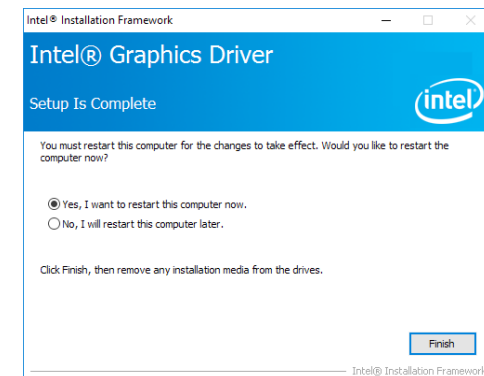 Intel® Installation Framework
Intel® Graphics Driver
Setup Is Complete
intel
You must restart this computer for the changes to take effect. Would you like to restart the
computer now?
Yes, I want to restart this computer now.
No, I will restart this computer later.
Click Finish, then remove any installation media from the drives.
Finish
Intel® Installation Framework